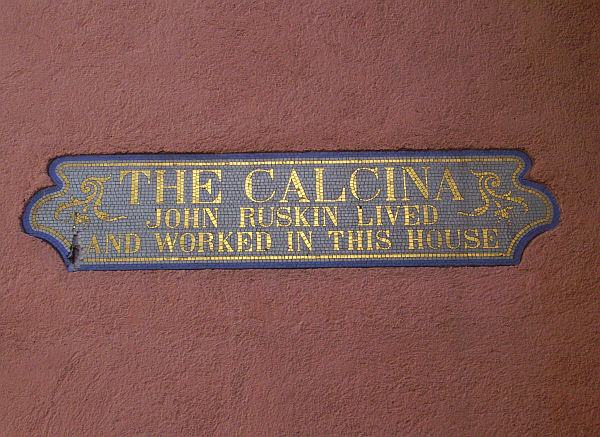 THE CALCINA
JOHN RUSKIN LIVED
AND WORKED IN THIS HOUSE